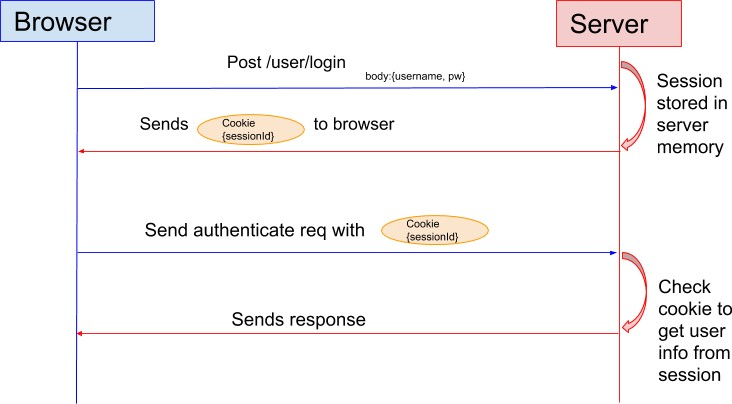 Browser
Server
Post /user/login
body:{username, pw}
Session
stored in
server
memory
Sends Cookie {sessionId} to browser
Send authenticate req with Cookie {sessionId}
Check
cookie to
get user
info from
session
Sends response